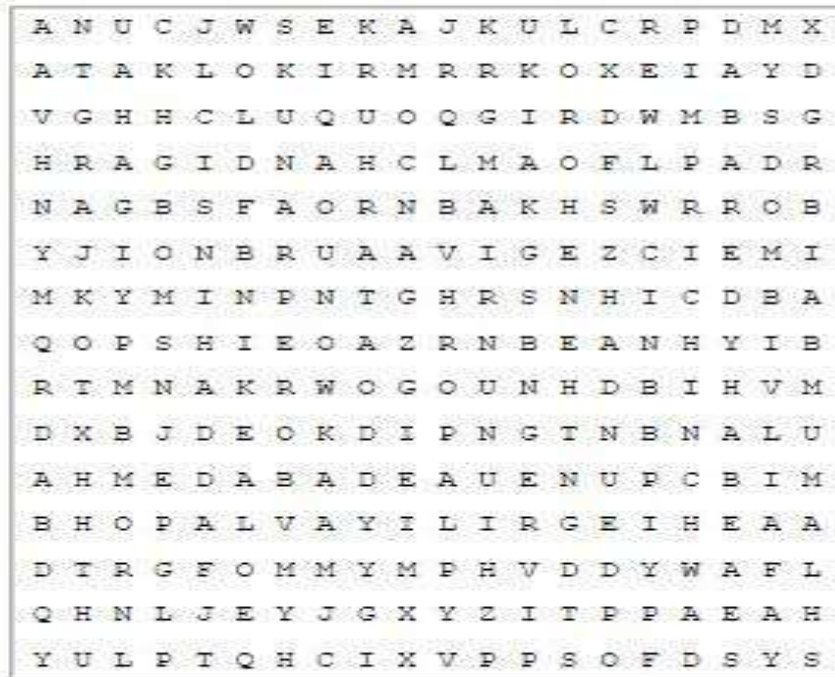 A N U C J W S E K A J K U L C R P D M X
A T A K L O K I R M R R K O X E I A Y D
V G H H C L U Q U O Q G I R D W M B S G
H R A G I D N A H C L M A O F L P A D R
N A G B S F A O R N B A K H S W R R O B
Y J I O N B R U A A V I G E Z C I E M I
M K Y M I N P N T G H R S N H I C D B A
Q O P S H I E O A Z R N B E A N H Y I B
R T M N A K R W O G O U N H D B I H V M
D X B J D E O K D I P N G T N B N A L U
A H M E D A B A D E A U E N U P C B I M
B H O P A L V A Y I L I R G E I H E A A
D T R G F O M M Y M P H V D D Y W A F L
Q H N L J E Y J G X Y Z I T P P A E A H
Y U L P T Q H C I X V P P S O F D S Y S